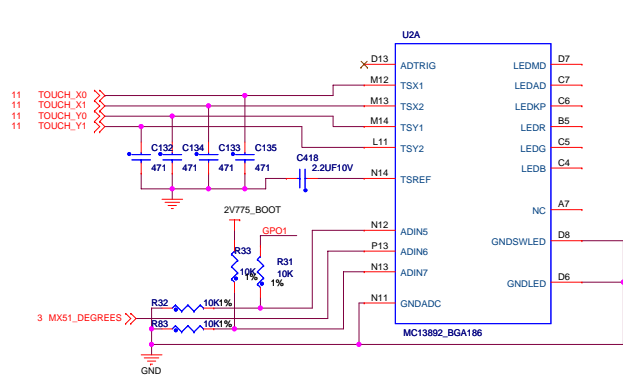 U2A
D13 ADTRIG LEDMD D7
11 TOUCH_X0 M12 TSX1 LEDAD C7
11 TOUCH_X1 M13 TSX2 LEDKP C6
11 TOUCH_Y0 M14 TSY1 LEDR B5
11 TOUCH_Y1 L11 TSY2 LEDG C5
C132 C134 C133 C135
471 471 471 471
C418
2.2UF10V
LEDB C4
N14 TSREF
NC A7
2V775_BOOT
GPO1
N12 ADIN5 GNDSWLED D8
P13 ADIN6
R33 R31
10K 10K
1% 1%
N13 ADIN7 GNDLED D6
R32 10K1% N11 GNDADC
3 MX51_DEGREES
R83 10K1%
MC13892_BGA186
GND